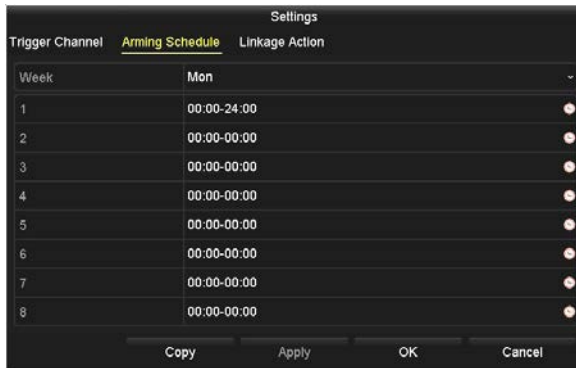 Settings
Trigger Channel Arming Schedule Linkage Action
Week Mon
1 00:00-24:00
2 00:00-00:00
3 00:00-00:00
4 00:00-00:00
5 00:00-00:00
6 00:00-00:00
7 00:00-00:00
8 00:00-00:00
Copy Apply OK Cancel